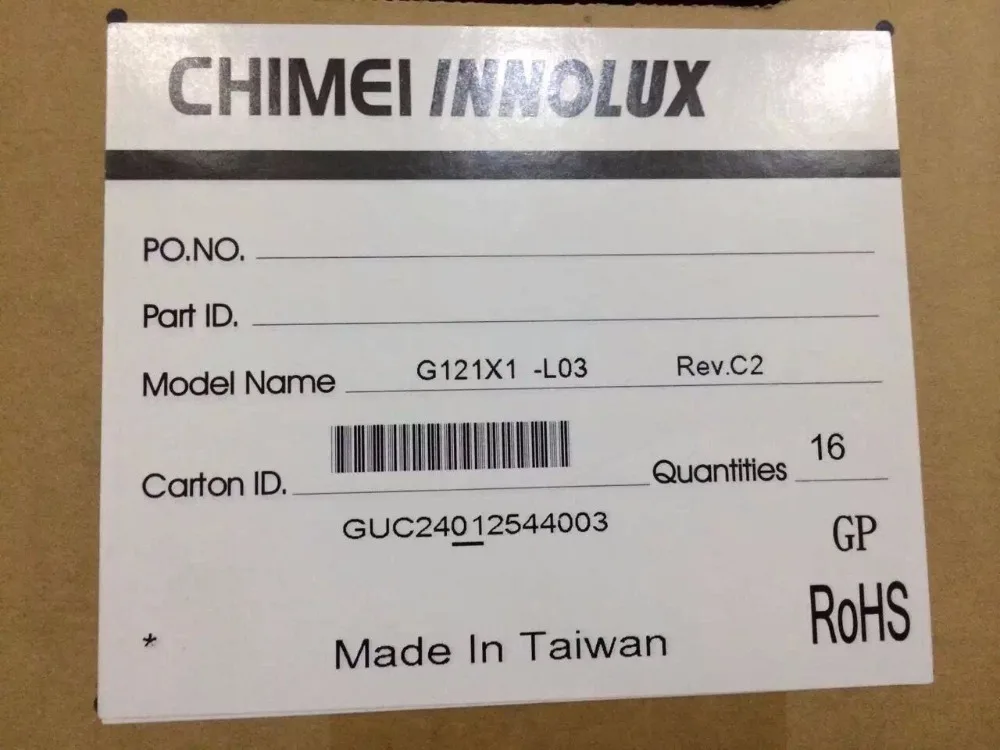 CHIMEI INNOLUX
PO.NO.
Part ID.
Model Name G121X1 -L03 Rev.C2
Carton ID. Quantities 16
GUC24012544003
GP
RoHS
* Made In Taiwan